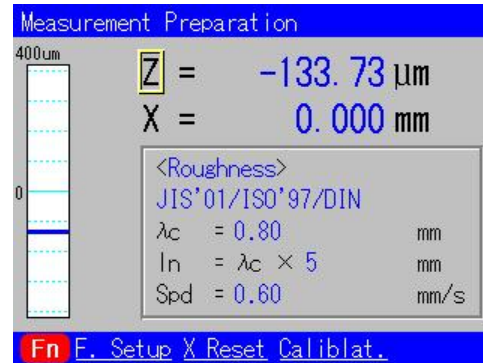 Measurement Preparation
400um
Z = -133.73 μm
X = 0.000 mm
0
<Roughness>
JIS'01/ISO'97/DIN
λc = 0.80 mm
ln = λc × 5 mm
Spd = 0.60 mm/s
Fn F. Setup X Reset Caliblat.